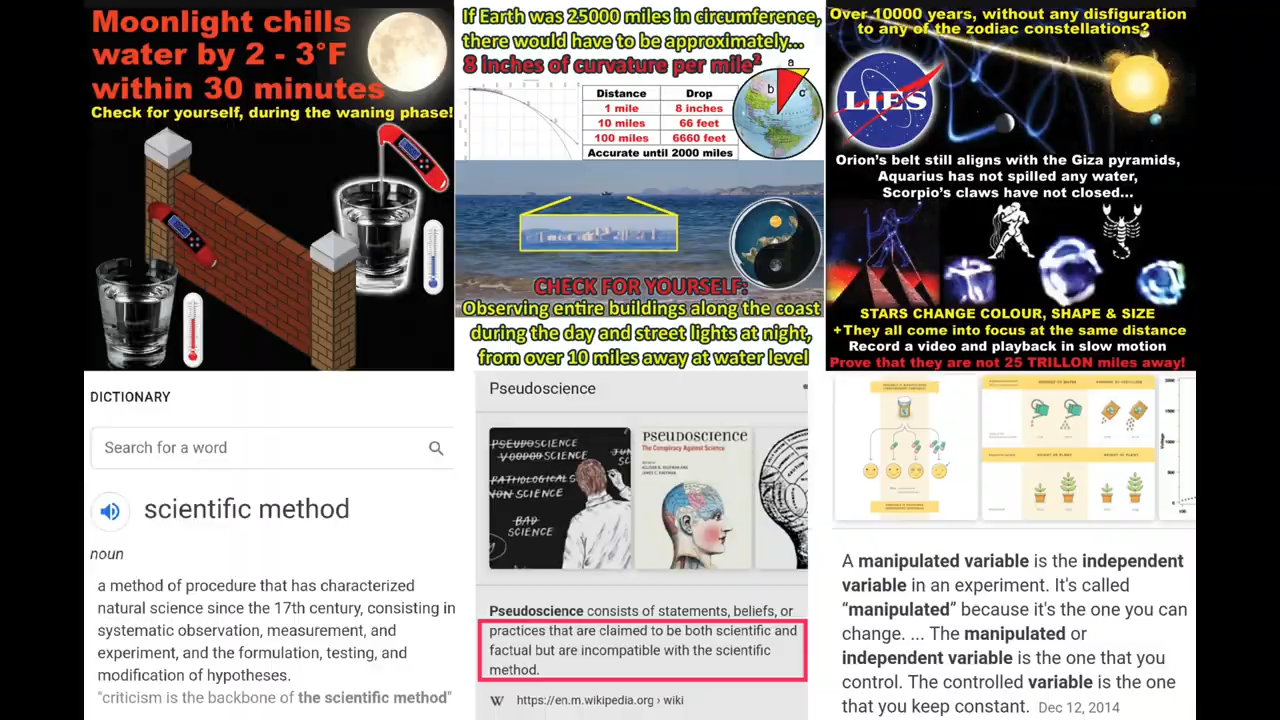 Moonlight chills
water by 2 - 3°F
within 30 minutes
Check for yourself, during the waning phase!
If Earth was 25000 miles in circumference,
there would have to be approximately...
8 inches of curvature per mile²
a
b
c
Distance Drop
1 mile 8 inches
10 miles 66 feet
100 miles 6660 feet
Accurate until 2000 miles
CHECK FOR YOURSELF:
Observing entire buildings along the coast
during the day and street lights at night,
from over 10 miles away at water level
Over 10000 years, without any disfiguration
to any of the zodiac constellations?
LIES
Orion's belt still aligns with the Giza pyramids,
Aquarius has not spilled any water,
Scorpio's claws have not closed...
STARS CHANGE COLOUR, SHAPE & SIZE
+They all come into focus at the same distance
Record a video and playback in slow motion
Prove that they are not 25 TRILLON miles away!
DICTIONARY
Search for a word
scientific method
noun
a method of procedure that has characterized
natural science since the 17th century, consisting in
systematic observation, measurement, and
experiment, and the formulation, testing, and
modification of hypotheses.
"criticism is the backbone of the scientific method"
Pseudoscience
PSEUDOSCIENCE
VOODOO SCIENCE
JUN
SC
PATHOLOGICAL S
NON SCIENCE
BAD
SCIENCE
PSEUDOSCIENCE
The Conspiracy Against Science
Pseudoscience consists of statements, beliefs, or
practices that are claimed to be both scientific and
factual but are incompatible with the scientific
method.
W https://en.m.wikipedia.org › wiki
A manipulated variable is the independent
variable in an experiment. It's called
“manipulated” because it's the one you can
change. ... The manipulated or
independent variable is the one that you
control. The controlled variable is the one
that you keep constant. Dec 12, 2014